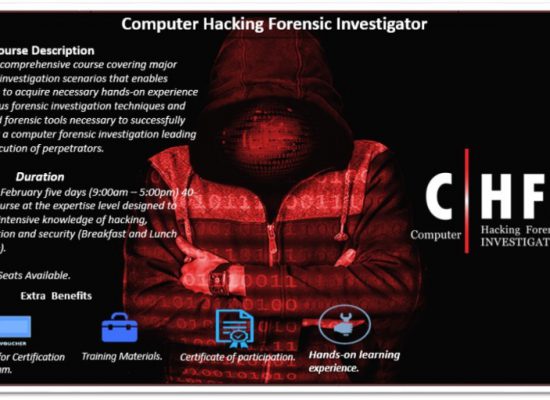 Computer Hacking Forensic Investigator
ourse Description
comprehensive course covering major
investigation scenarios that enables
to acquire necessary hands-on experience
us forensic investigation techniques and
d forensic tools necessary to successfully
a computer forensic investigation leading
cution of perpetrators.
Duration
February five days (9:00am – 5:00pm) 40-
urse at the expertise level designed to
intensive knowledge of hacking,
tion and security (Breakfast and Lunch
).
Seats Available.
Extra Benefits
VOUCHER
for Certification
m.
Training Materials.
Certificate of participation.
Hands-on learning
experience.
C HF
Computer
Hacking Foren
INVESTIGAT